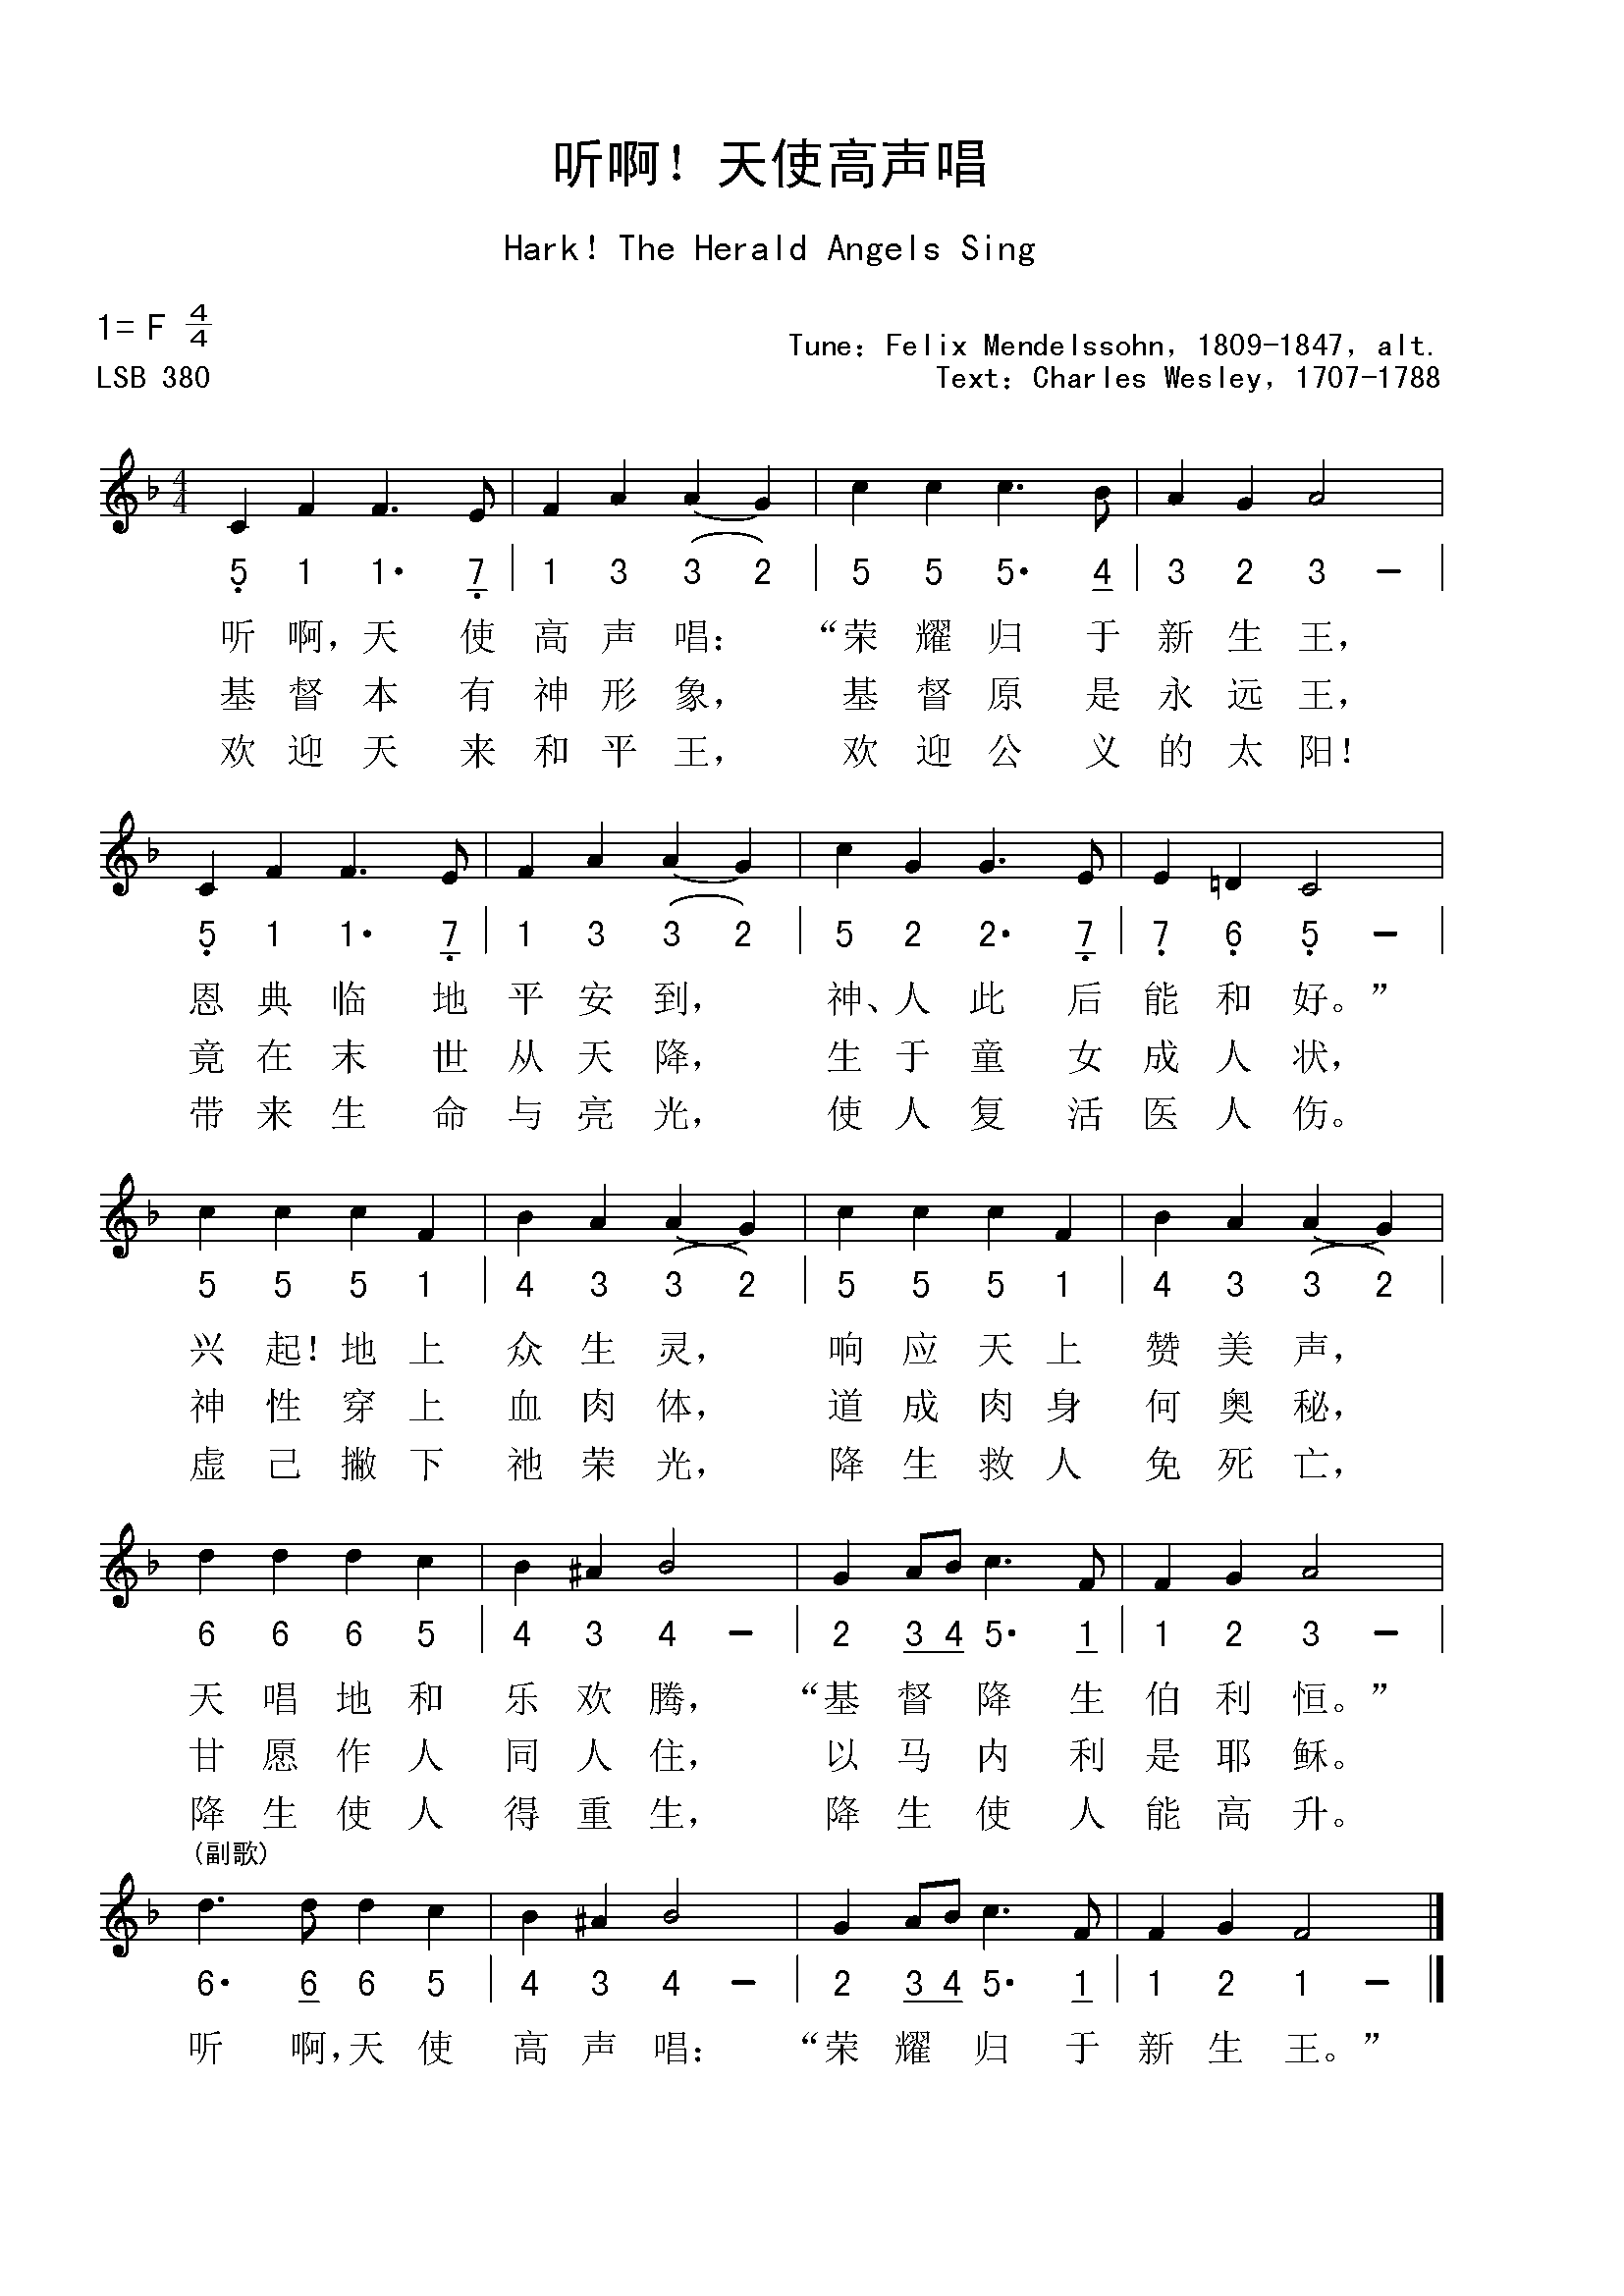 听啊！天使高声唱
Hark！The Herald Angels Sing
1=F 4/4
LSB 380
Tune：Felix Mendelssohn，1809-1847，alt.
Text：Charles Wesley，1707-1788
5 1 1· 7 | 1 3 (3 2) | 5 5 5· 4 | 3 2 3 - |
听啊，天使高声唱：“荣耀归于新生王，
基督本有神形象，基督原是永远王，
欢迎天来和平王，欢迎公义的太阳！
5 1 1· 7 | 1 3 (3 2) | 5 2 2· 7 | 7 6 5 - |
恩典临地平安到，神、人此后能和好。”
竟在末世从天降，生于童女成人状，
带来生命与亮光，使人复活医人伤。
5 5 5 1 | 4 3 (3 2) | 5 5 5 1 | 4 3 (3 2) |
兴起！地上众生灵，响应天上赞美声，
神性穿上血肉体，道成肉身何奥秘，
虚己撇下祂荣光，降生救人免死亡，
6 6 6 5 | 4 3 4 - | 2 3 4 5· 1 | 1 2 3 - |
天唱地和乐欢腾，“基督降生伯利恒。”
甘愿作人同人住，以马内利是耶稣。
降生使人得重生，降生使人能高升。
(副歌)
6· 6 6 5 | 4 3 4 - | 2 3 4 5· 1 | 1 2 1 - |
听啊，天使高声唱：“荣耀归于新生王。”